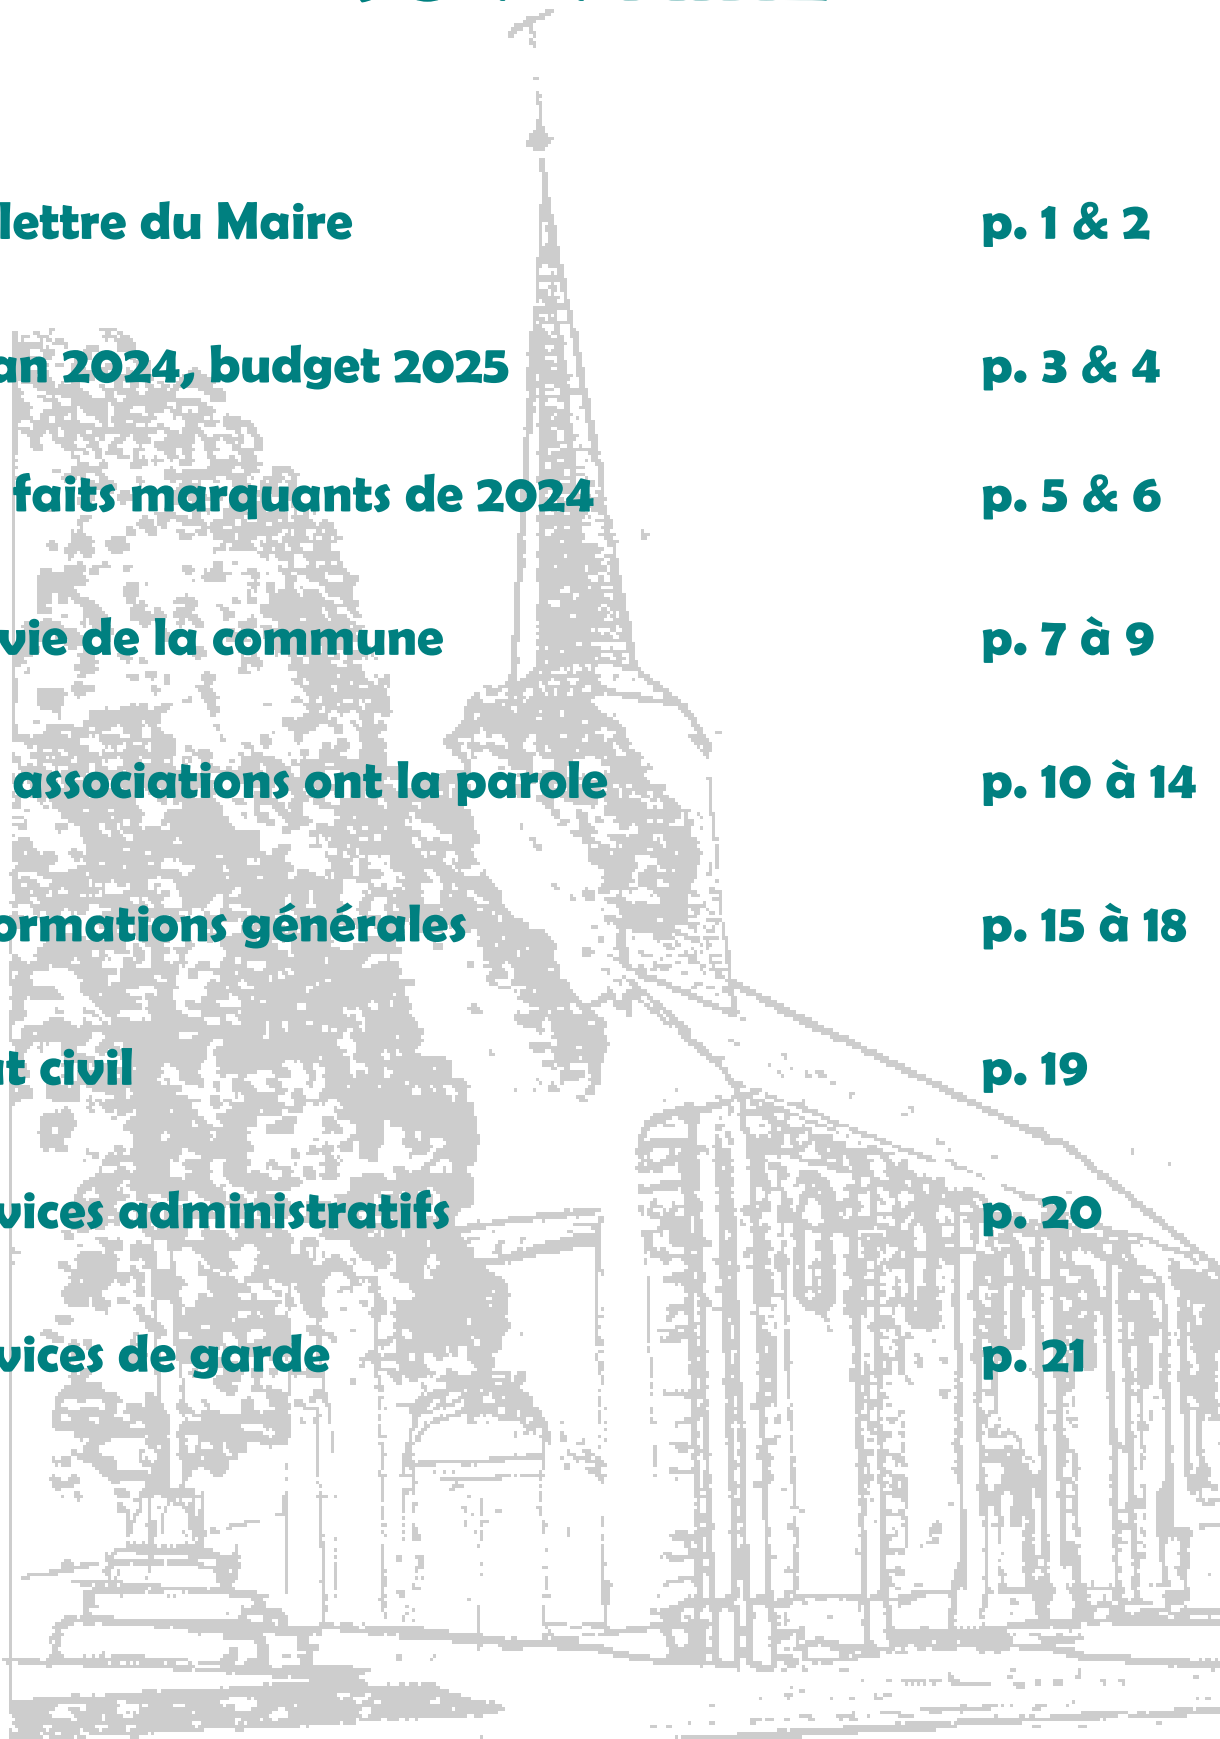 lettre du Maire p. 1 & 2
an 2024, budget 2025 p. 3 & 4
faits marquants de 2024 p. 5 & 6
vie de la commune p. 7 à 9
associations ont la parole p. 10 à 14
ormations générales p. 15 à 18
at civil p. 19
vices administratifs p. 20
vices de garde p. 21